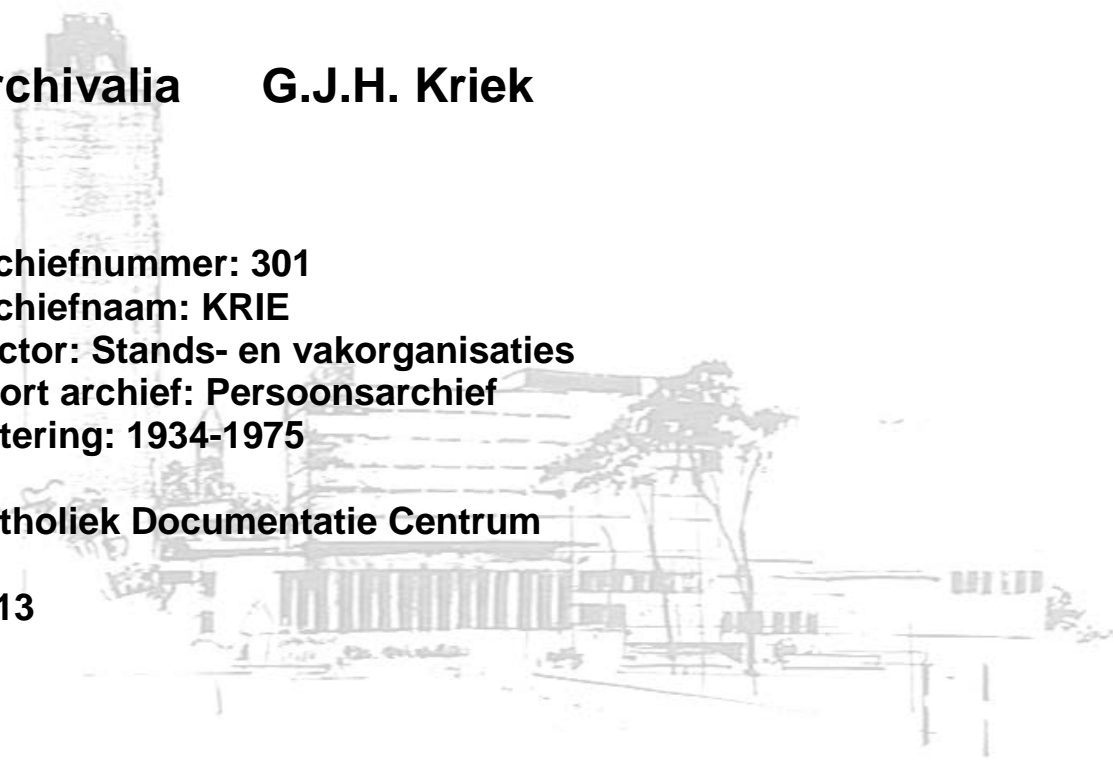 rchivalia G.J.H. Kriek
chiefnummer: 301
chiefnaam: KRIE
ctor: Stands- en vakorganisaties
ort archief: Persoonsarchief
tering: 1934-1975
tholiek Documentatie Centrum
13